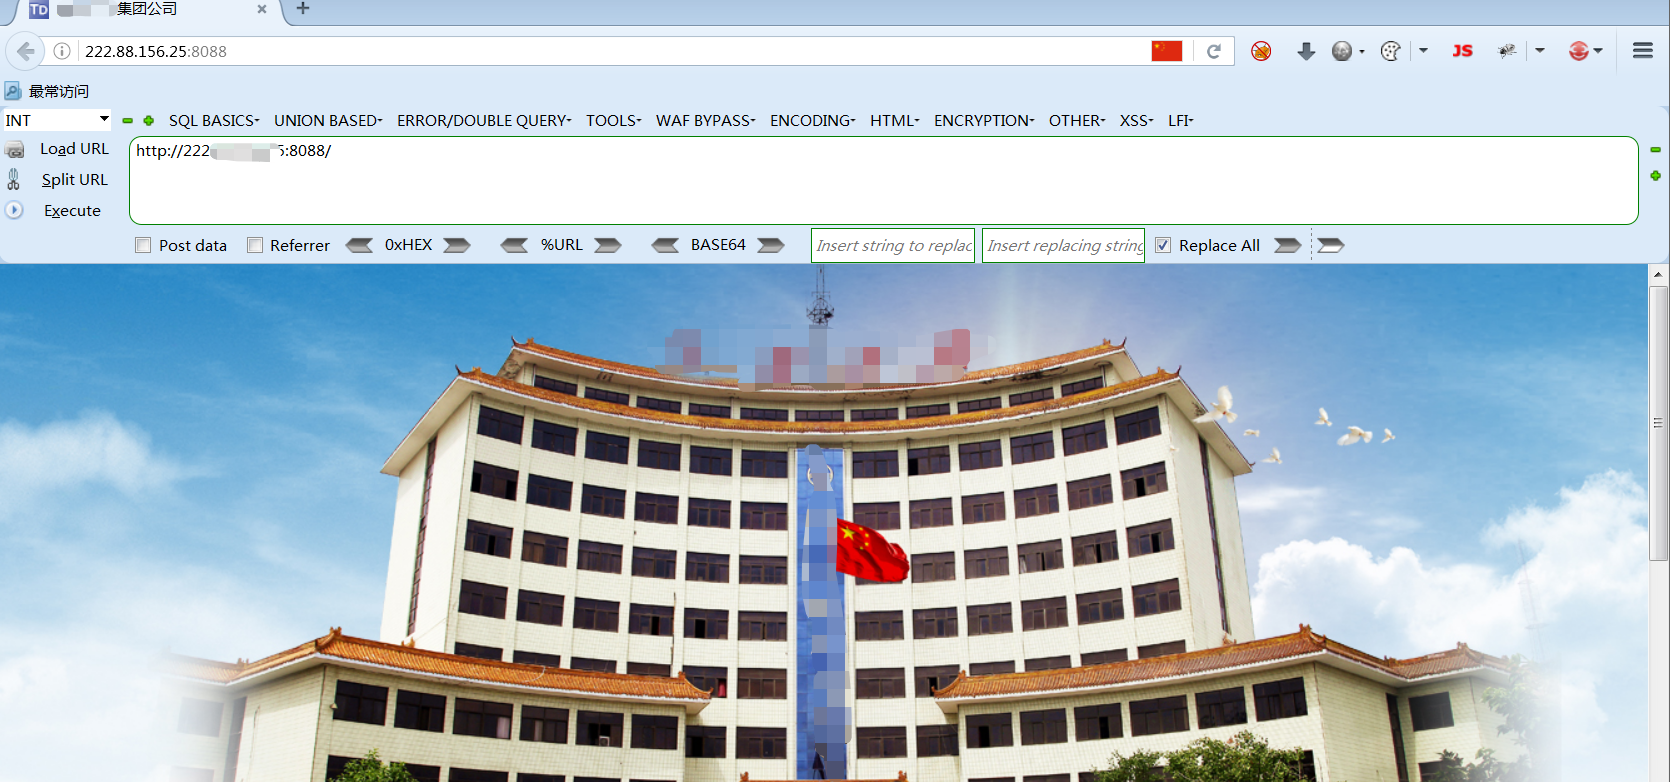 TD 集团公司
222.88.156.25:8088
JS
最常访问
INT SQL BASICS UNION BASED ERROR/DOUBLE QUERY TOOLS WAF BYPASS ENCODING HTML ENCRYPTION OTHER XSS LFI
Load URL http://222 5:8088/
Split URL
Execute
Post data Referrer 0xHEX %URL BASE64 Insert string to replac Insert replacing string Replace All